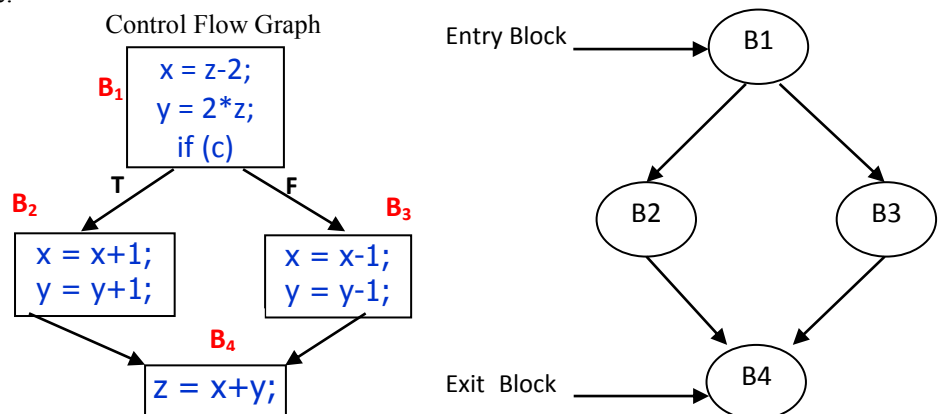 Control Flow Graph
B₁
x = z-2;
y = 2*z;
if (c)
T
F
B₂
x = x+1;
y = y+1;
B₃
x = x-1;
y = y-1;
B₄
z = x+y;
Entry Block
B1
B2
B3
Exit Block
B4